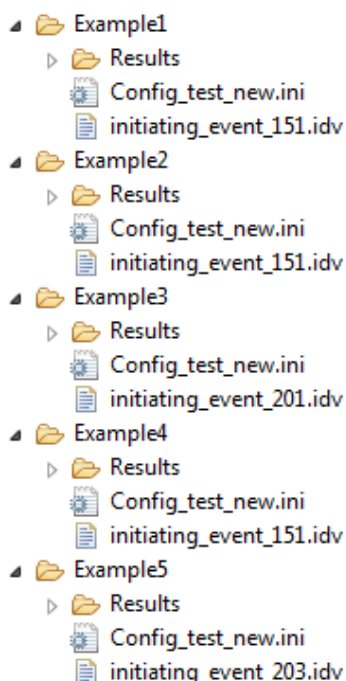 Example1
Results
Config_test_new.ini
initiating_event_151.idv
Example2
Results
Config_test_new.ini
initiating_event_151.idv
Example3
Results
Config_test_new.ini
initiating_event_201.idv
Example4
Results
Config_test_new.ini
initiating_event_151.idv
Example5
Results
Config_test_new.ini
initiating_event_203.idv